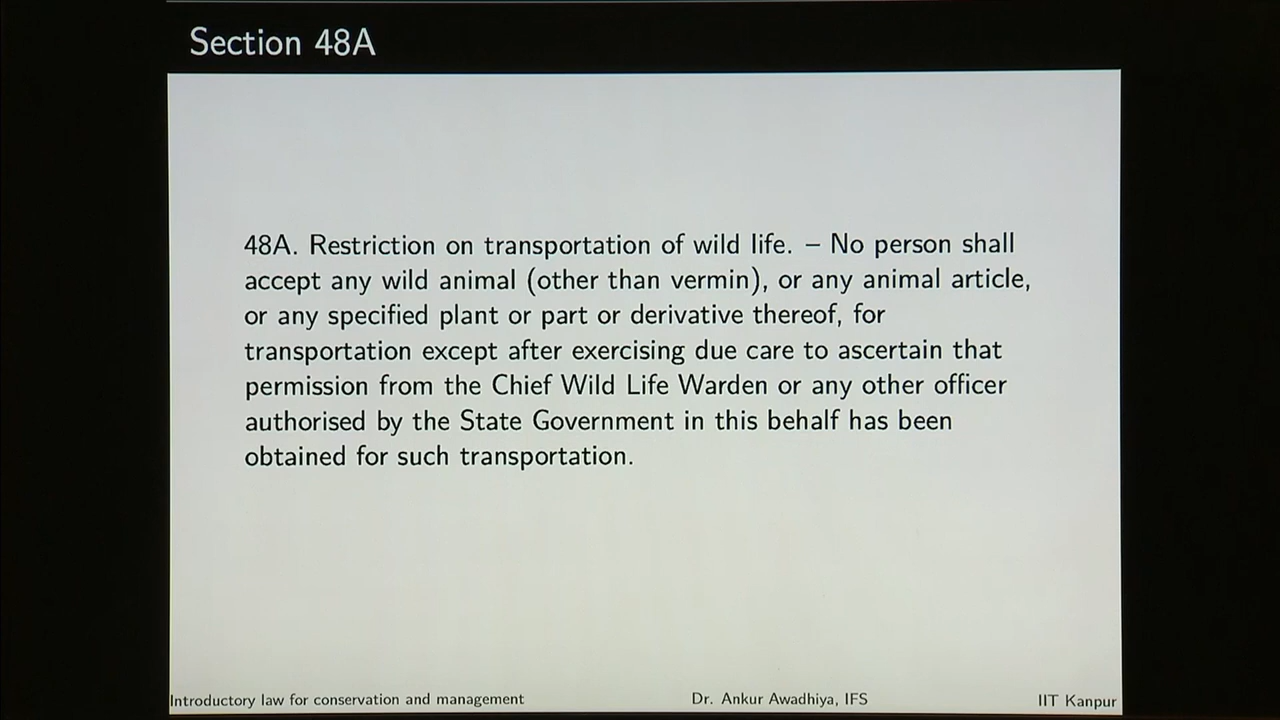 Section 48A
48A. Restriction on transportation of wild life. – No person shall
accept any wild animal (other than vermin), or any animal article,
or any specified plant or part or derivative thereof, for
transportation except after exercising due care to ascertain that
permission from the Chief Wild Life Warden or any other officer
authorised by the State Government in this behalf has been
obtained for such transportation.
Introductory law for conservation and management
Dr. Ankur Awadhiya, IFS
IIT Kanpur